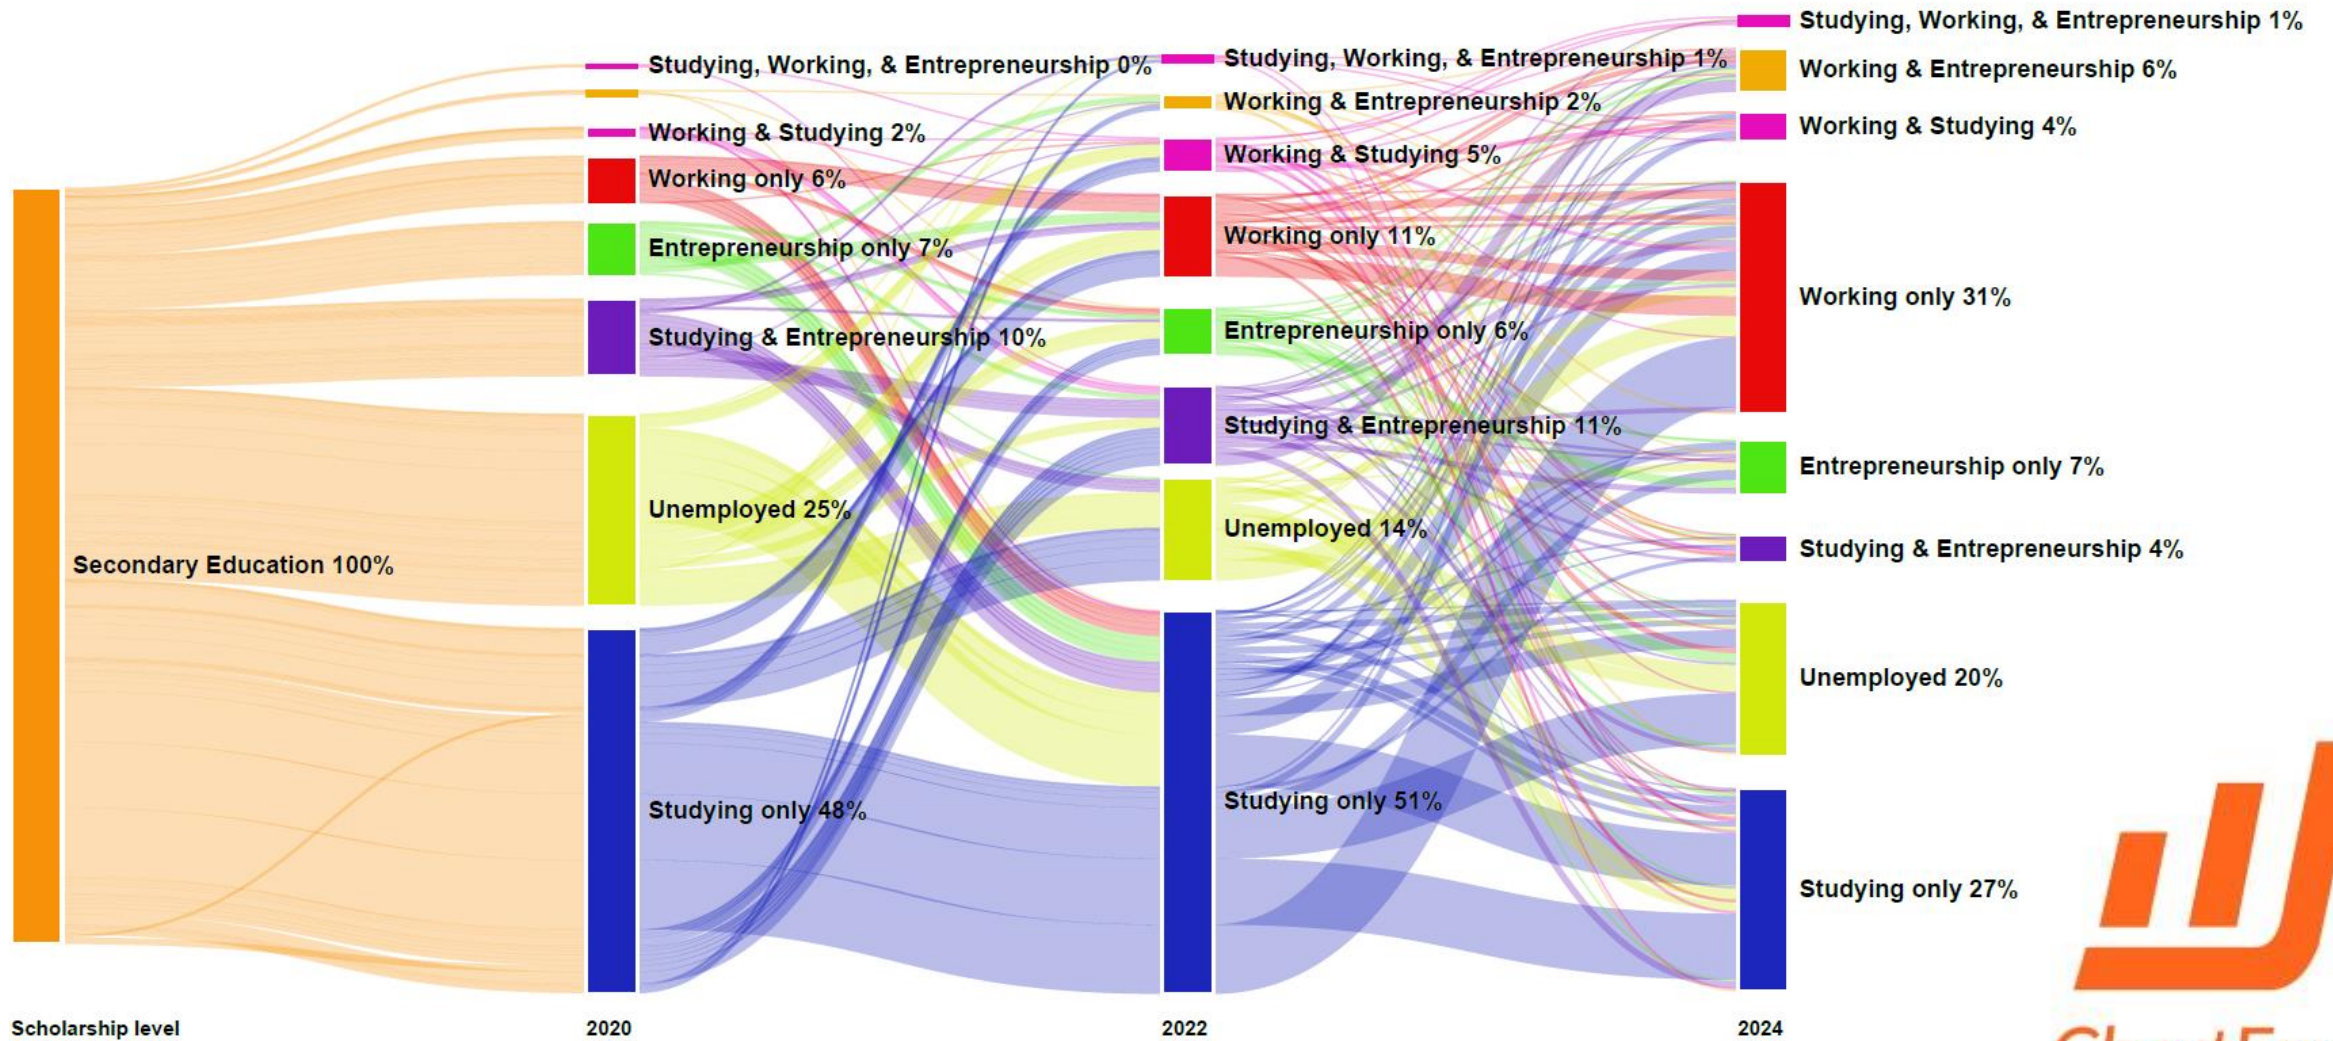 Secondary Education 100%
Scholarship level
Studying, Working, & Entrepreneurship 0%
Working & Studying 2%
Working only 6%
Entrepreneurship only 7%
Studying & Entrepreneurship 10%
Unemployed 25%
Studying only 48%
2020
Studying, Working, & Entrepreneurship 1%
Working & Entrepreneurship 2%
Working & Studying 5%
Working only 11%
Entrepreneurship only 6%
Studying & Entrepreneurship 11%
Unemployed 14%
Studying only 51%
2022
Studying, Working, & Entrepreneurship 1%
Working & Entrepreneurship 6%
Working & Studying 4%
Working only 31%
Entrepreneurship only 7%
Studying & Entrepreneurship 4%
Unemployed 20%
Studying only 27%
2024